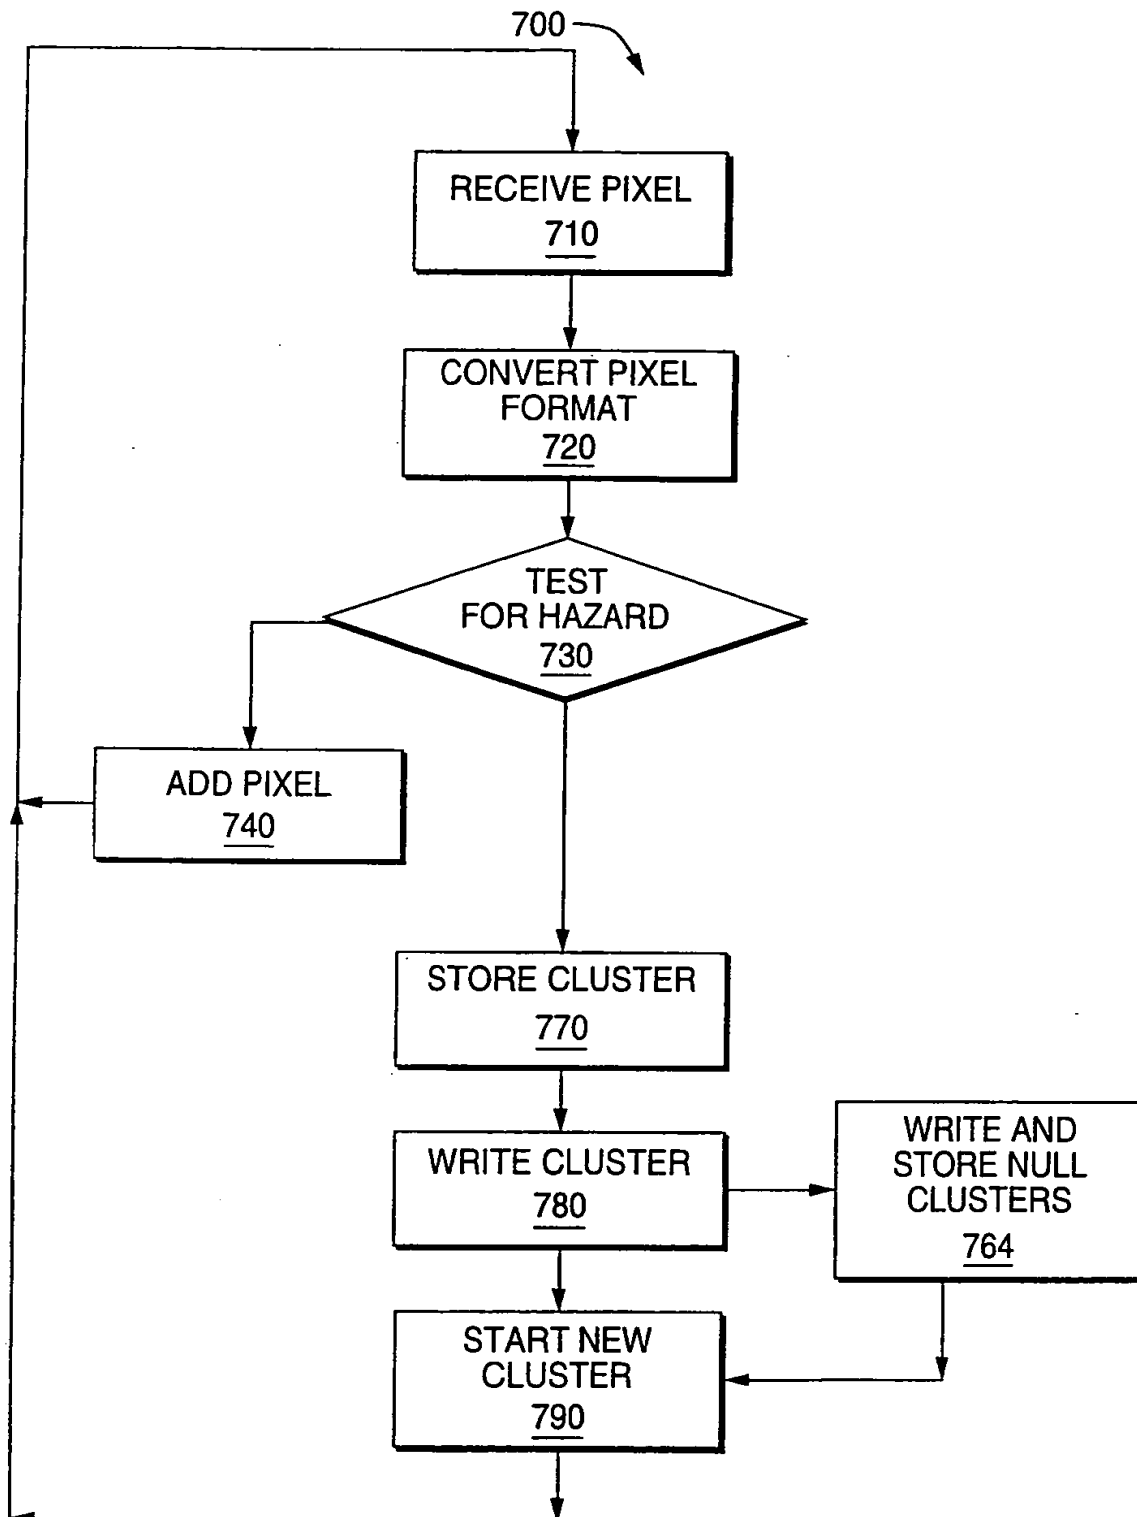 700
RECEIVE PIXEL
710
CONVERT PIXEL
FORMAT
720
TEST
FOR HAZARD
730
ADD PIXEL
740
STORE CLUSTER
770
WRITE CLUSTER
780
WRITE AND
STORE NULL
CLUSTERS
764
START NEW
CLUSTER
790